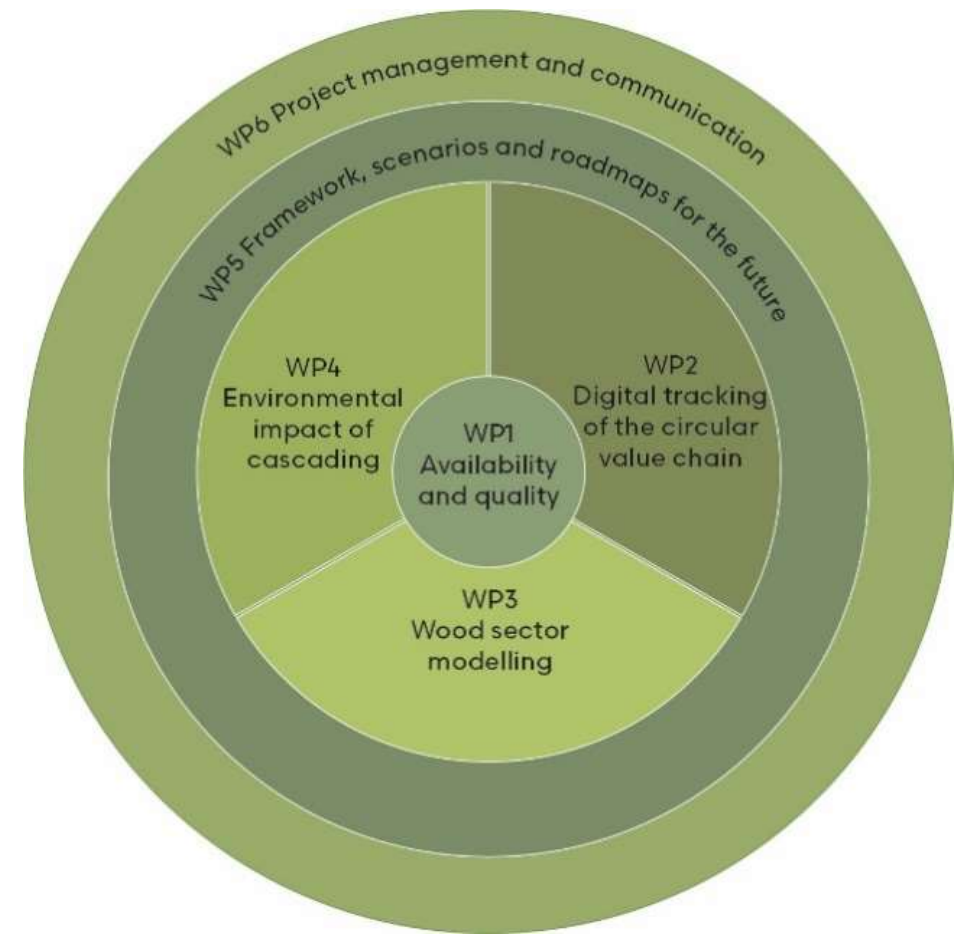 WP6 Project management and communication
WP5 Framework, scenarios and roadmaps for the future
WP4
Environmental
impact of
cascading
WP1
Availability
and quality
WP2
Digital tracking
of the circular
value chain
WP3
Wood sector
modelling